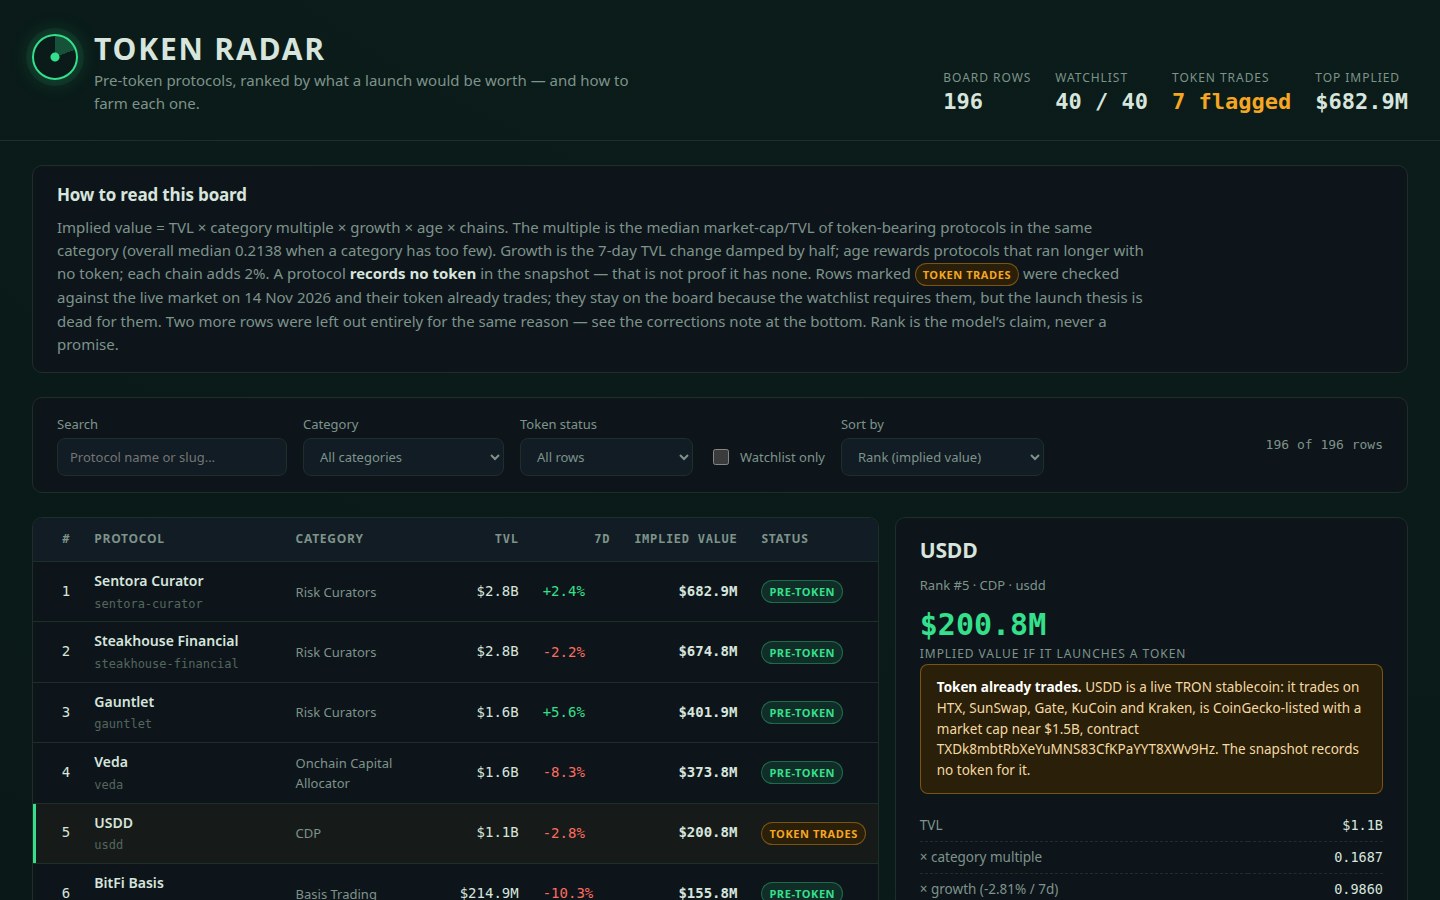 TOKEN RADAR
Pre-token protocols, ranked by what a launch would be worth — and how to
farm each one.
BOARD ROWS
196
WATCHLIST
40 / 40
TOKEN TRADES
7 flagged
TOP IMPLIED
$682.9M
How to read this board
Implied value = TVL × category multiple × growth × age × chains. The multiple is the median market-cap/TVL of token-bearing protocols in the same
category (overall median 0.2138 when a category has too few). Growth is the 7-day TVL change damped by half; age rewards protocols that ran longer with
no token; each chain adds 2%. A protocol records no token in the snapshot — that is not proof it has none. Rows marked TOKEN TRADES were checked
against the live market on 14 Nov 2026 and their token already trades; they stay on the board because the watchlist requires them, but the launch thesis is
dead for them. Two more rows were left out entirely for the same reason — see the corrections note at the bottom. Rank is the model’s claim, never a
promise.
Search
Protocol name or slug...
Category
All categories
Token status
All rows
Watchlist only
Sort by
Rank (implied value)
196 of 196 rows
# PROTOCOL CATEGORY TVL 7D IMPLIED VALUE STATUS
1 Sentora Curator Risk Curators $2.8B +2.4% $682.9M PRE-TOKEN
sentora-curator
2 Steakhouse Financial Risk Curators $2.8B -2.2% $674.8M PRE-TOKEN
steakhouse-financial
3 Gauntlet Risk Curators $1.6B +5.6% $401.9M PRE-TOKEN
gauntlet
4 Veda Onchain Capital Allocator $1.6B -8.3% $373.8M PRE-TOKEN
veda
5 USDD CDP $1.1B -2.8% $200.8M TOKEN TRADES
usdd
6 BitFi Basis Basis Trading $214.9M -10.3% $155.8M PRE-TOKEN
USDD
Rank #5 · CDP · usdd
$200.8M
IMPLIED VALUE IF IT LAUNCHES A TOKEN
Token already trades. USDD is a live TRON stablecoin: it trades on
HTX, SunSwap, Gate, KuCoin and Kraken, is CoinGecko-listed with a
market cap near $1.5B, contract
TXDk8mbtRbXeYuMNS83CfKPaYYT8XWv9Hz. The snapshot records
no token for it.
TVL $1.1B
× category multiple 0.1687
× growth (-2.81% / 7d) 0.9860